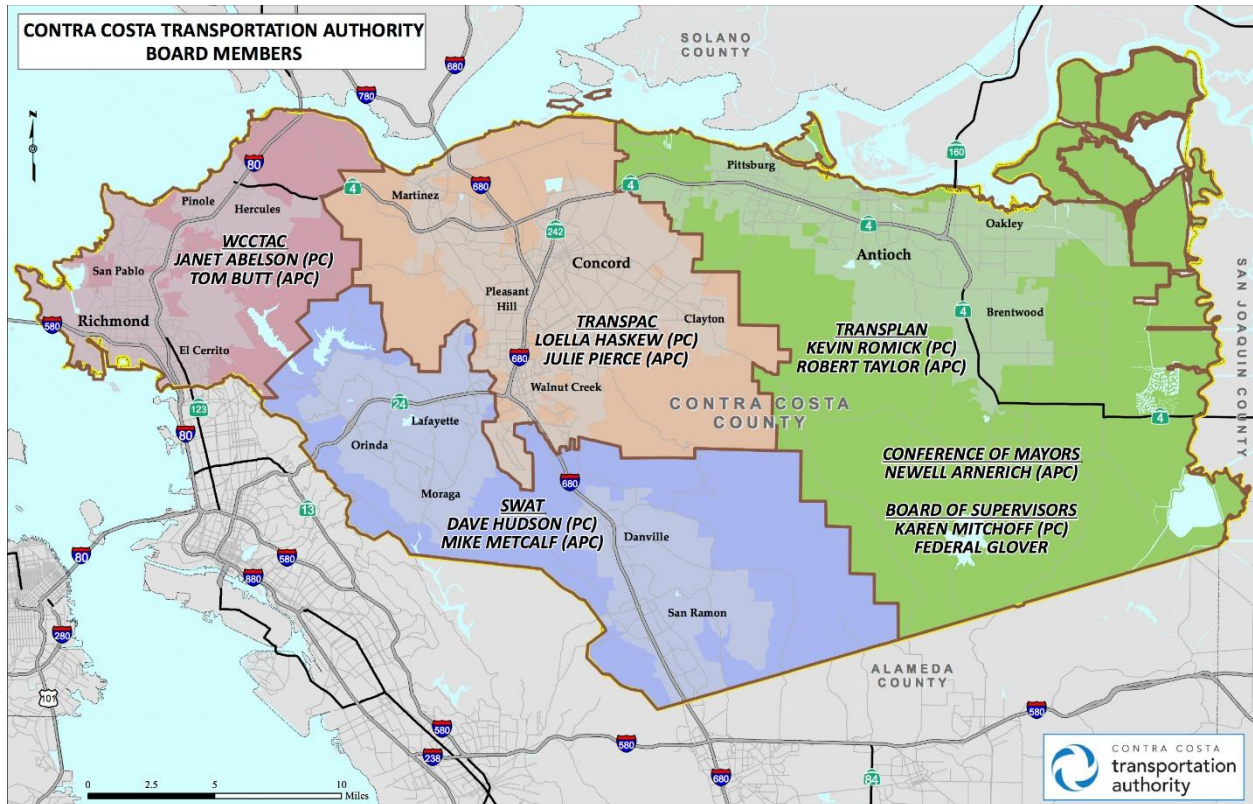 CONTRA COSTA TRANSPORTATION AUTHORITY
BOARD MEMBERS
SOLANO
COUNTY
680
780
80
160
N
Pinole
Hercules
4
Martinez
680
4
Pittsburg
WCCTAC
JANET ABELSON (PC)
TOM BUTT (APC)
242
4
Oakley
San Pablo
Concord
Antioch
SAN JOAQUIN COUNTY
Pleasant
Hill
Richmond
580
Clayton
4
Brentwood
TRANSPAC
LOELLA HASKEW (PC)
JULIE PIERCE (APC)
TRANSPLAN
KEVIN ROMICK (PC)
ROBERT TAYLOR (APC)
El Cerrito
680
Walnut Creek
24
123
CONTRA COSTA
COUNTY
4
80
Lafayette
Orinda
CONFERENCE OF MAYORS
NEWELL ARNERICH (APC)
680
Moraga
SWAT
DAVE HUDSON (PC)
MIKE METCALF (APC)
BOARD OF SUPERVISORS
KAREN MITCHOFF (PC)
FEDERAL GLOVER
13
Danville
80
580
880
San Ramon
280
ALAMEDA
COUNTY
101
580
580
580
238
680
84
0 2.5 5 10
Miles
CONTRA COSTA
transportation
authority